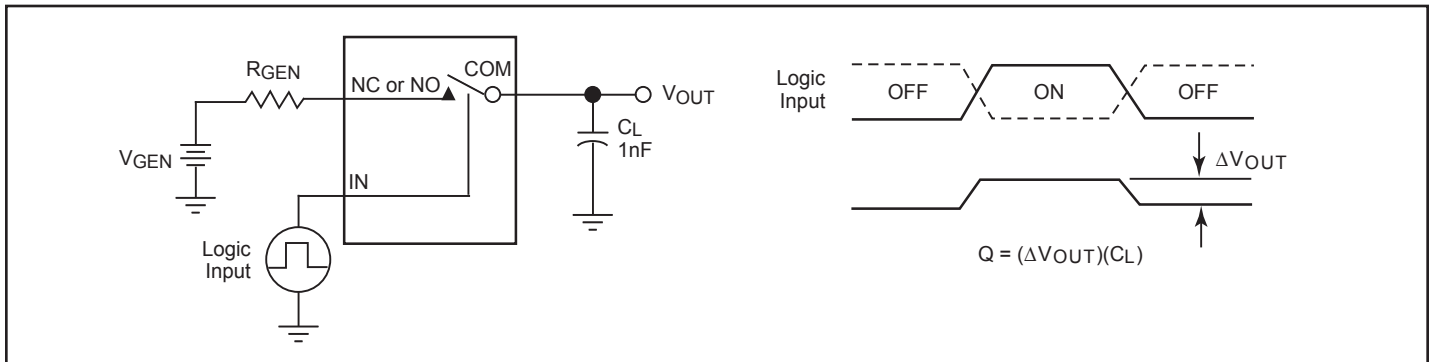 RGEN
NC or NO
COM
VOUT
VGEN
CL
1nF
IN
Logic
Input
Logic
Input
OFF
ON
OFF
ΔVOUT
Q = (ΔVOUT)(CL)